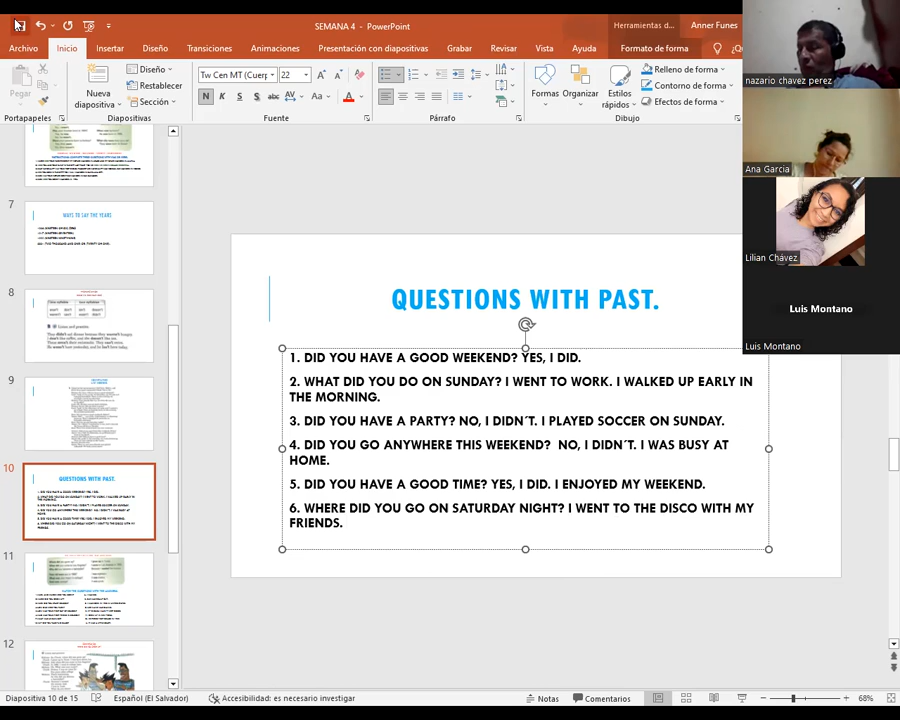 SEMANA 4 - PowerPoint
Herramientas d...
Anner Funes
Archivo Inicio Insertar Diseño Transiciones Animaciones Presentación con diapositivas Grabar Revisar Vista Ayuda Formato de forma
Pegar
Portapapeles
Nueva diapositiva
Diseño
Restablecer
Sección
Diapositivas
Tw Cen MT (Cuer 22
N K S S abc AV Aa A
Fuente
Párrafo
Formas
Organizar
Estilos rápidos
Relleno de forma
Contorno de forma
Efectos de forma
Dibujo
nazario chavez perez
Ana Garcia
Lilian Chávez
Luis Montano
Luis Montano
7
WAYS TO SAY THE YEARS
8
9
10
QUESTIONS WITH PAST.
11
12
QUESTIONS WITH PAST.
1. DID YOU HAVE A GOOD WEEKEND? YES, I DID.
2. WHAT DID YOU DO ON SUNDAY? I WENT TO WORK. I WALKED UP EARLY IN
THE MORNING.
3. DID YOU HAVE A PARTY? NO, I DIDN´T. I PLAYED SOCCER ON SUNDAY.
4. DID YOU GO ANYWHERE THIS WEEKEND? NO, I DIDN´T. I WAS BUSY AT
HOME.
5. DID YOU HAVE A GOOD TIME? YES, I DID. I ENJOYED MY WEEKEND.
6. WHERE DID YOU GO ON SATURDAY NIGHT? I WENT TO THE DISCO WITH MY
FRIENDS.
Diapositiva 10 de 15 Español (El Salvador) Accesibilidad: es necesario investigar Notas Comentarios 68%